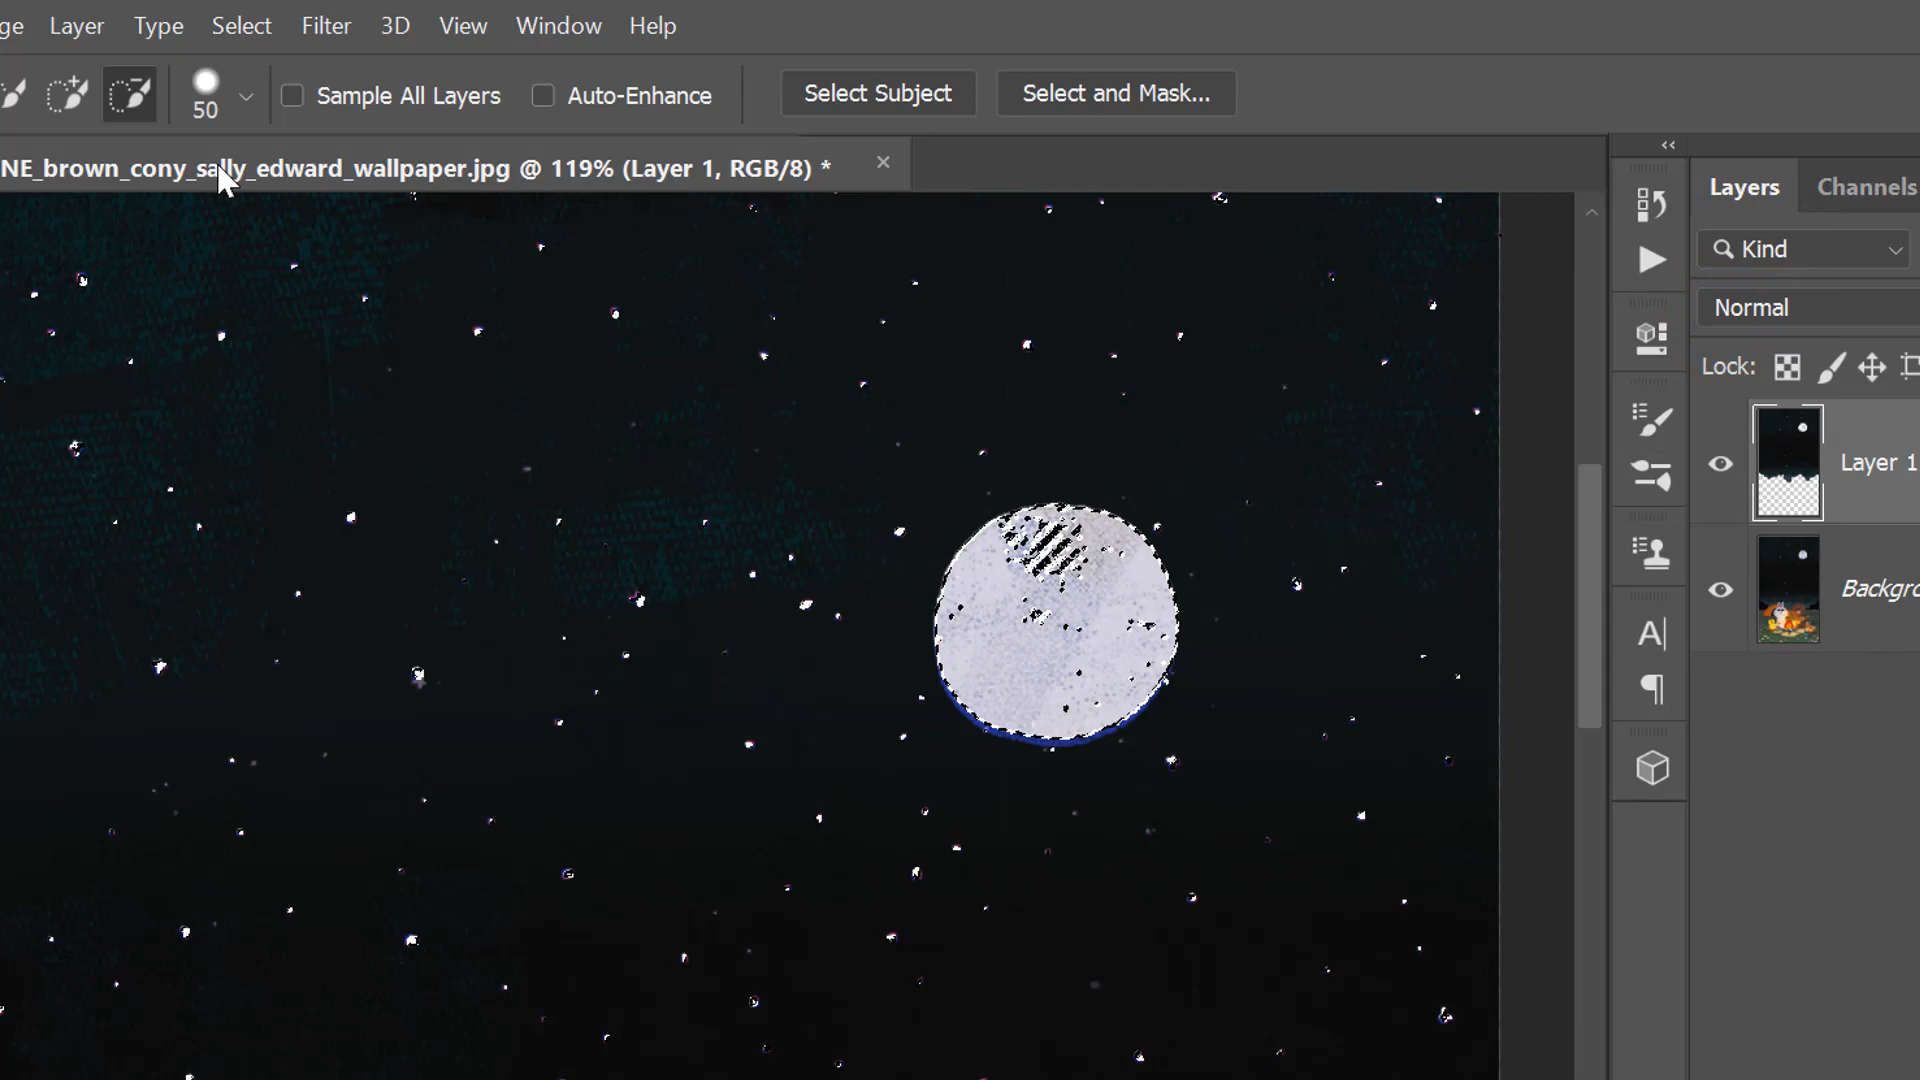 ge Layer Type Select Filter 3D View Window Help
50 Sample All Layers Auto-Enhance Select Subject Select and Mask...
NE_brown_cony_sally_edward_wallpaper.jpg @ 119% (Layer 1, RGB/8) *
Layers Channels
Kind
Normal
Lock:
Layer 1
Backgro